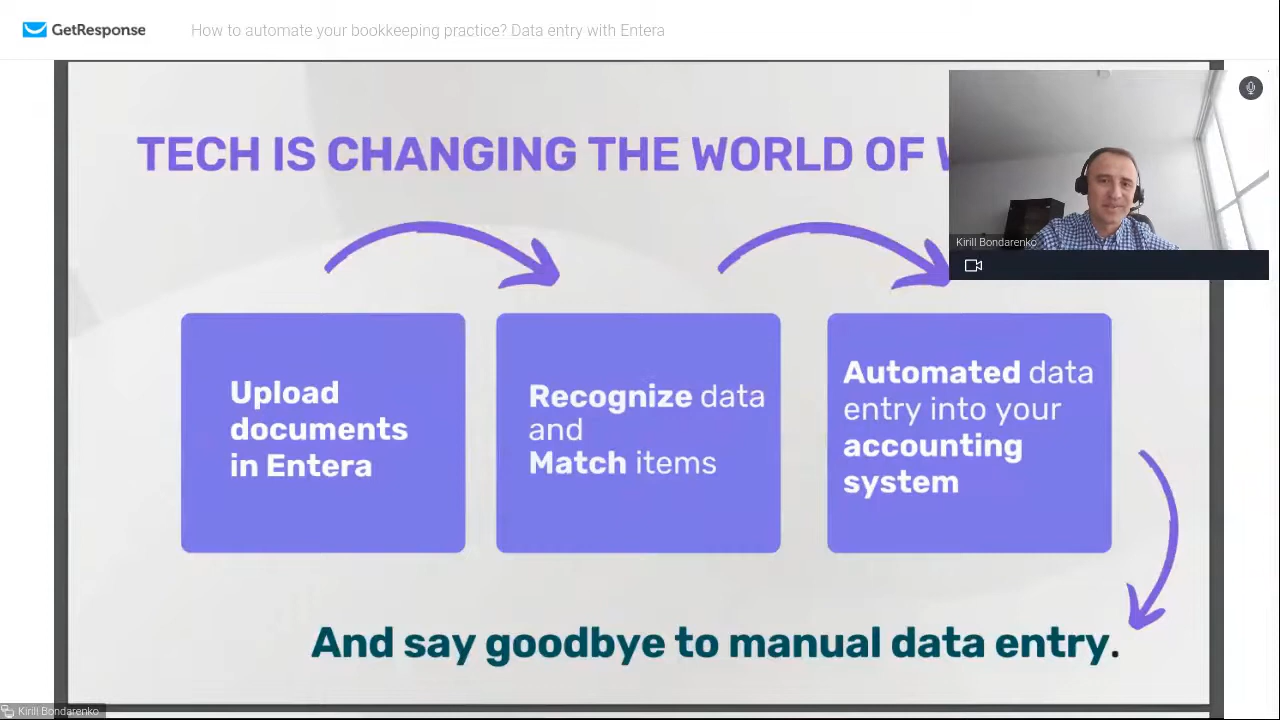 GetResponse
How to automate your bookkeeping practice? Data entry with Entera
TECH IS CHANGING THE WORLD OF
Kirill Bondarenko
Upload
documents
in Entera
Recognize data
and
Match items
Automated data
entry into your
accounting
system
And say goodbye to manual data entry.
Kirill Bondarenko